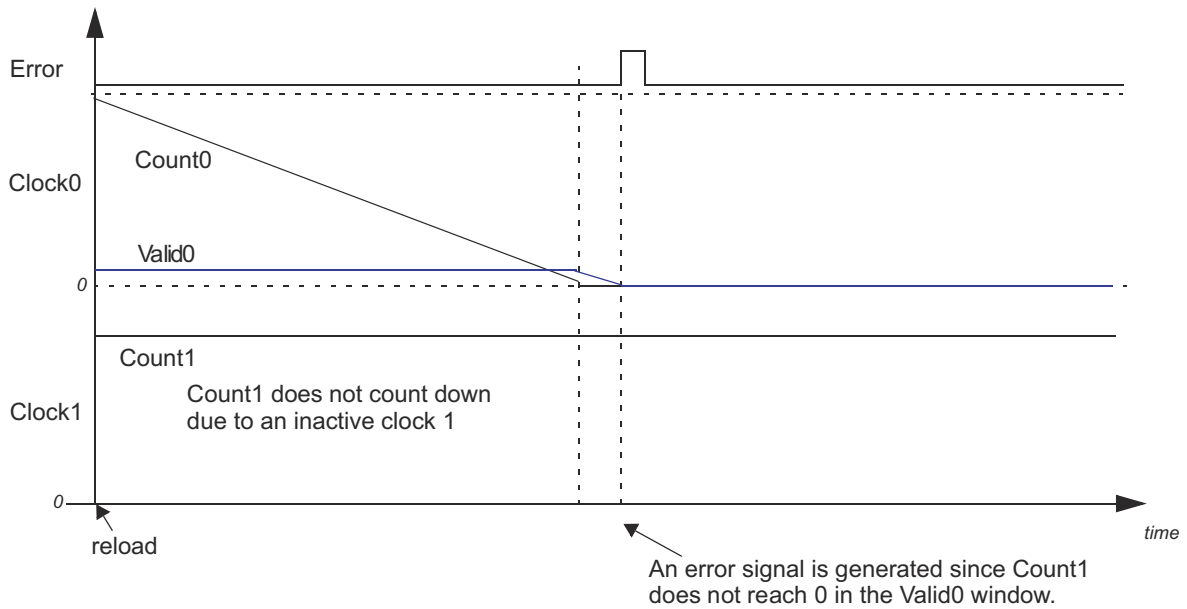 Error
Count0
Clock0
Valid0
0
Count1
Count1 does not count down
due to an inactive clock 1
Clock1
0
reload
time
An error signal is generated since Count1
does not reach 0 in the Valid0 window.